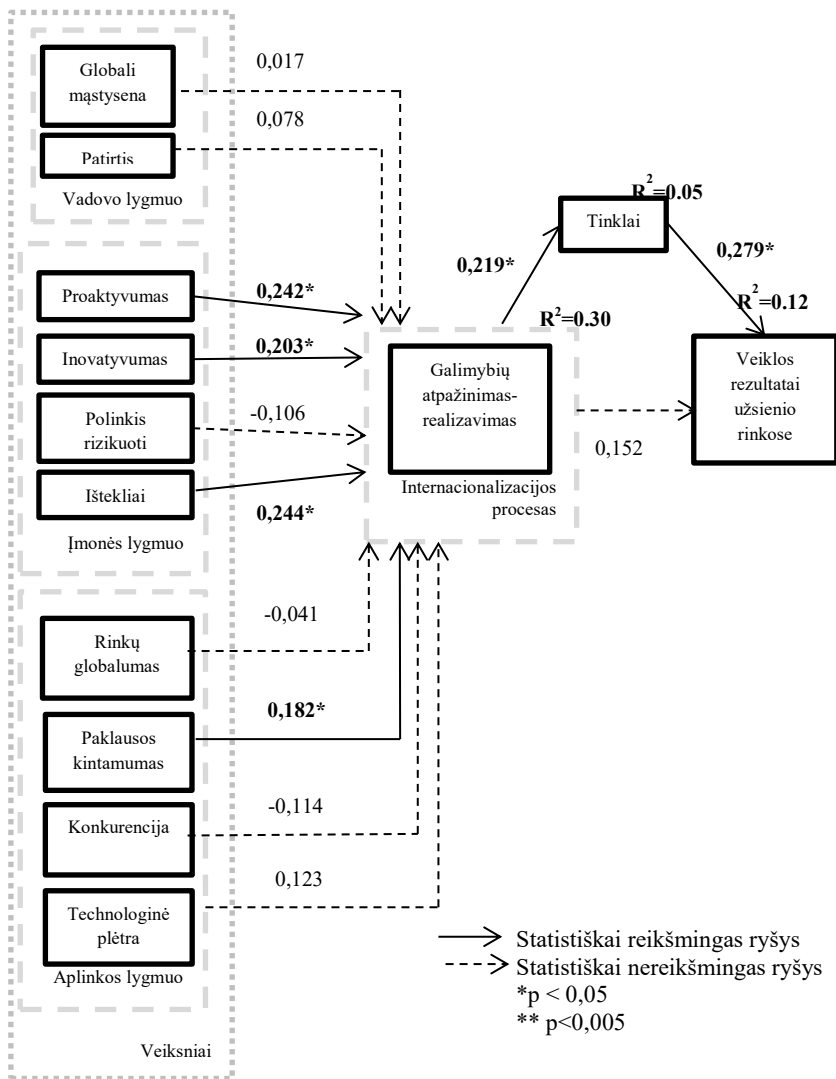 Globali
mąstysena
0,017
Patirtis
0,078
Vadovo lygmuo
Proaktyvumas
0,242*
Inovatyvumas
0,203*
Polinkis
rizikuoti
-0,106
Ištekliai
0,244*
Įmonės lygmuo
Rinkų
globalumas
-0,041
Paklausos
kintamumas
0,182*
Konkurencija
-0,114
Technologinė
plėtra
0,123
Aplinkos lygmuo
Veiksniai
R²=0.30
Galimybių
atpažinimas-
realizavimas
Internacionalizacijos
procesas
0,219*
R²=0.05
Tinklai
0,279*
R²=0.12
Veiklos
rezultatai
užsienio
rinkose
0,152
Statistiškai reikšmingas ryšys
Statistiškai nereikšmingas ryšys
*p < 0,05
** p<0,005